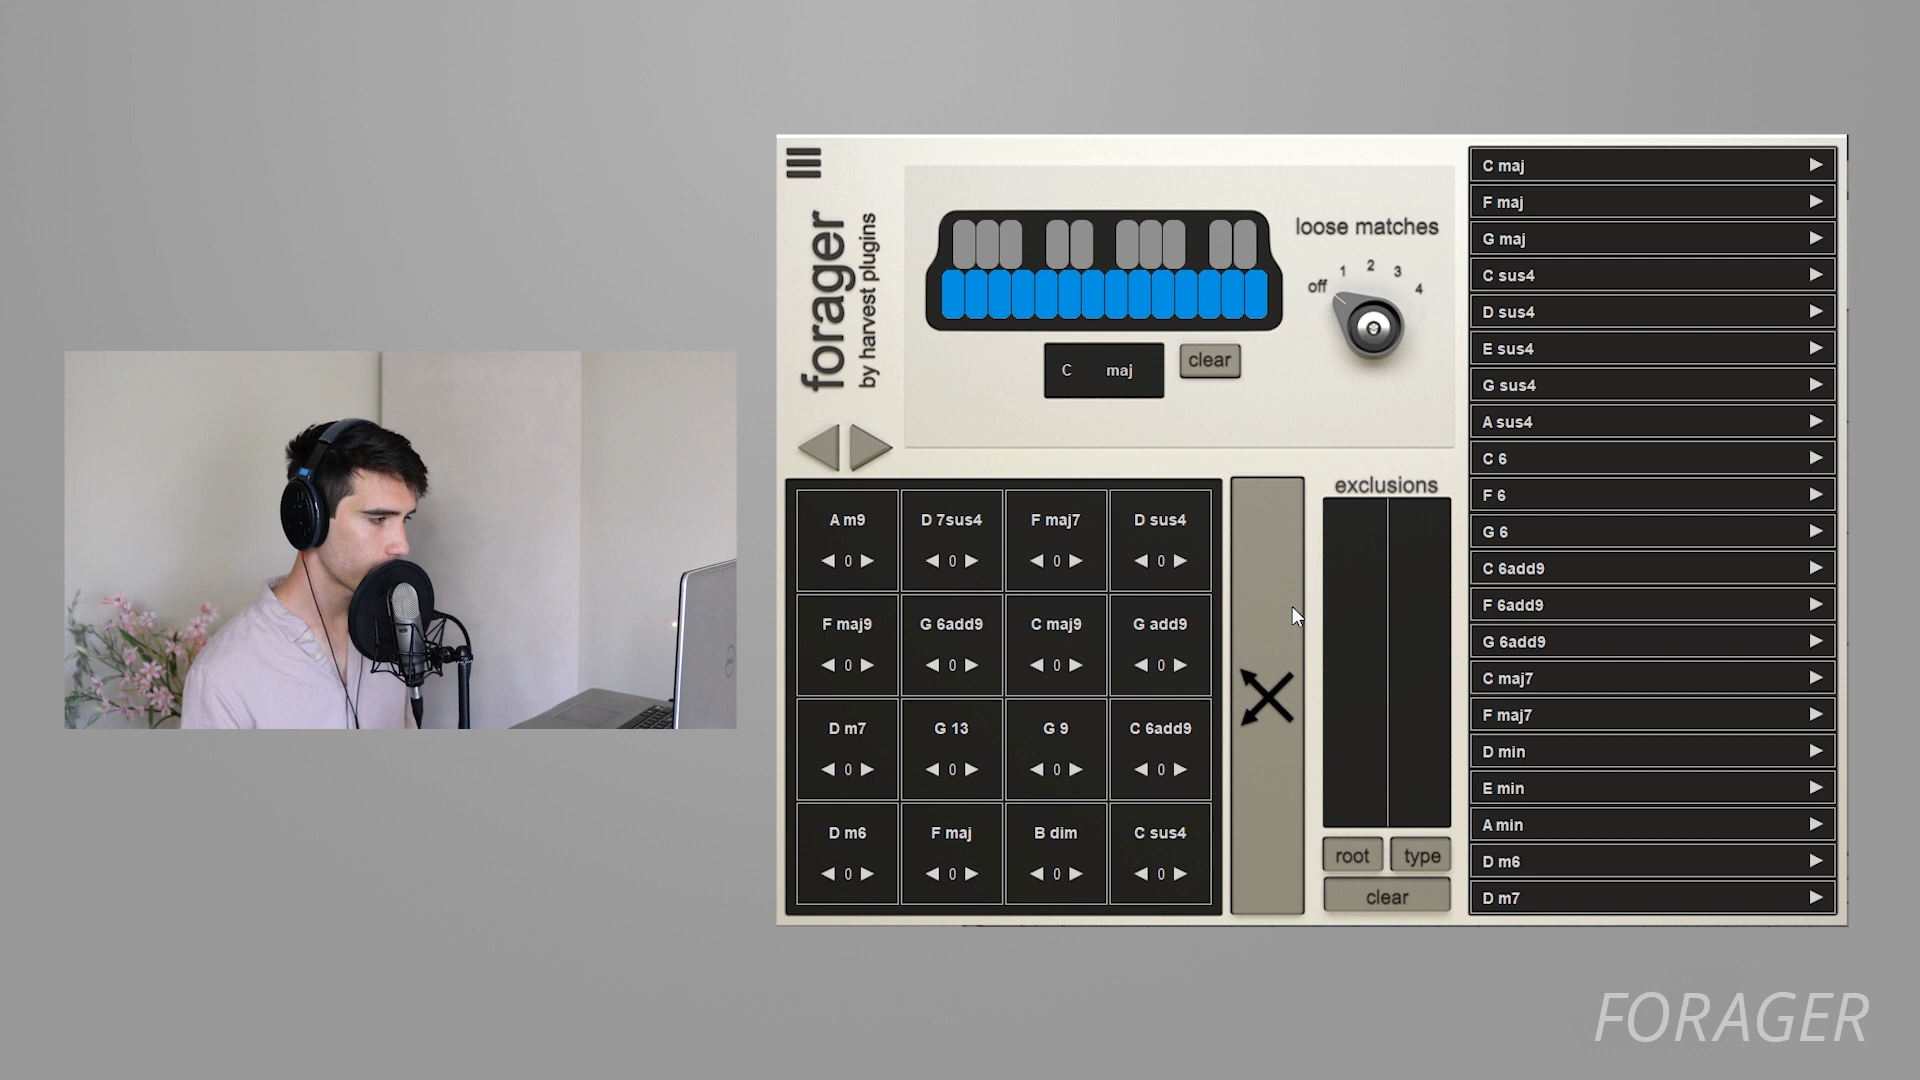 forager
by harvest plugins
loose matches
off
1
2
3
4
C maj
clear
A m9
D 7sus4
F maj7
D sus4
0
0
0
0
F maj9
G 6add9
C maj9
G add9
0
0
0
0
D m7
G 13
G 9
C 6add9
0
0
0
0
D m6
F maj
B dim
C sus4
0
0
0
0
exclusions
root
type
clear
C maj
F maj
G maj
C sus4
D sus4
E sus4
G sus4
A sus4
C 6
F 6
G 6
C 6add9
F 6add9
G 6add9
C maj7
F maj7
D min
E min
A min
D m6
D m7
FORAGER